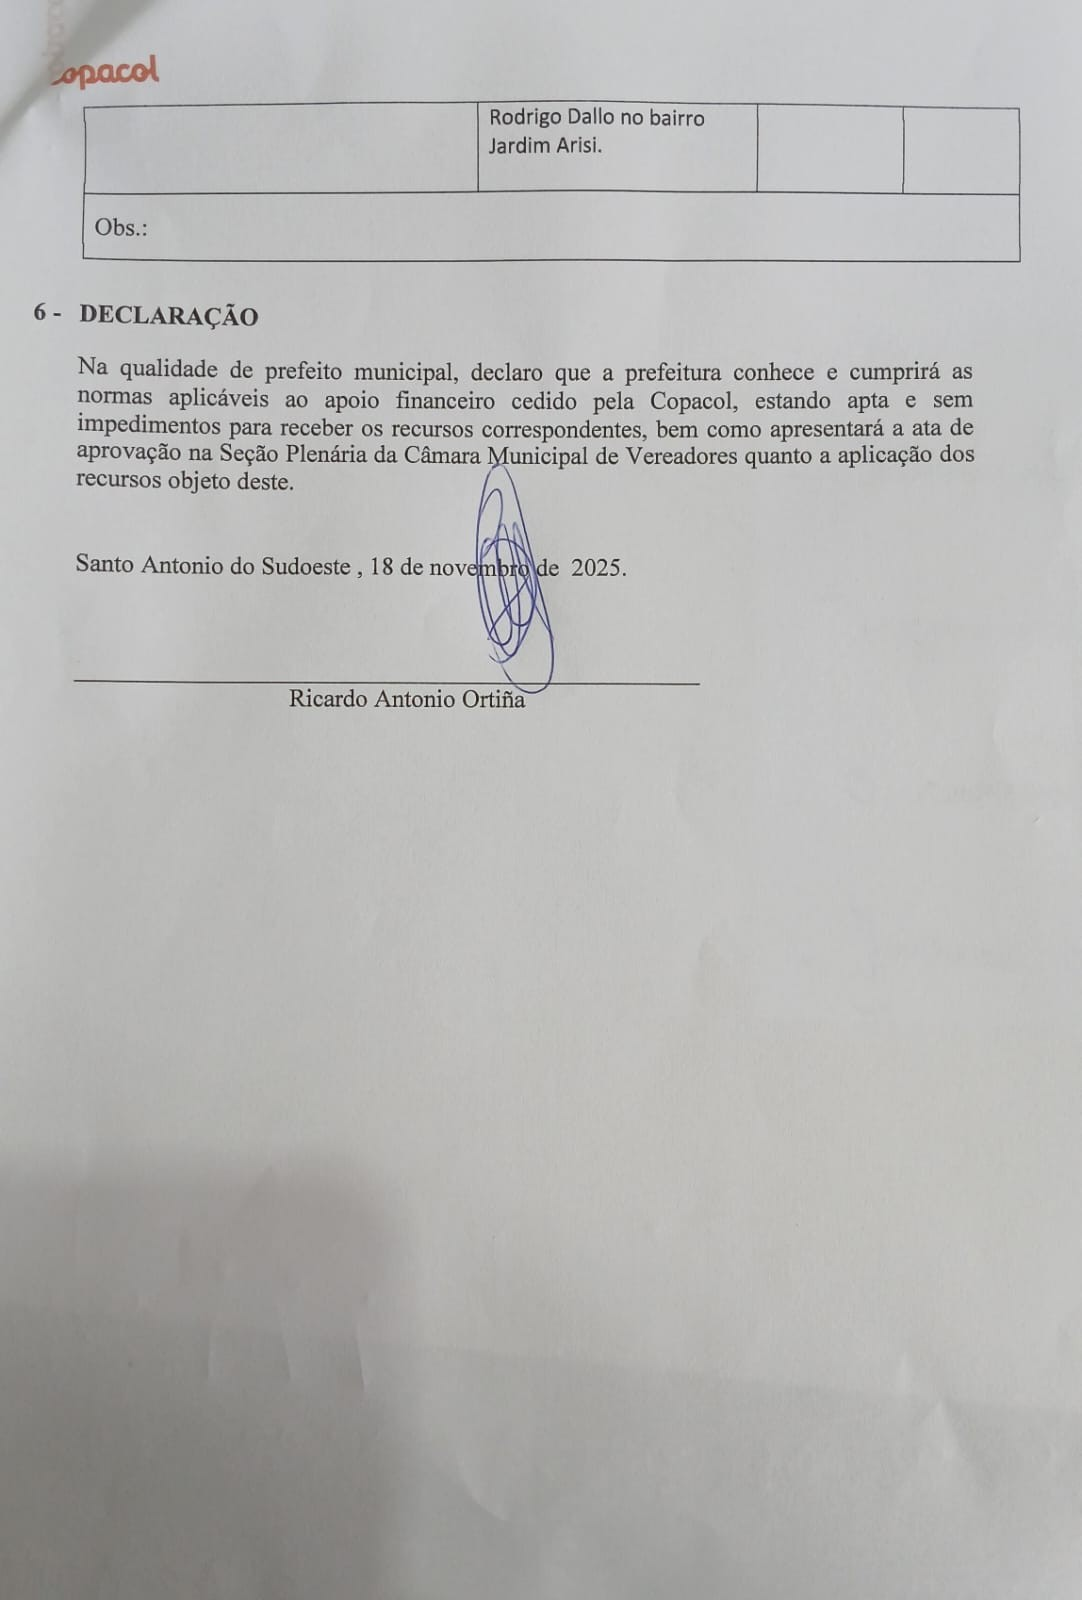 copacol
Rodrigo Dallo no bairro
Jardim Arisi.
Obs.:
6 - DECLARAÇÃO
Na qualidade de prefeito municipal, declaro que a prefeitura conhece e cumprirá as
normas aplicáveis ao apoio financeiro cedido pela Copacol, estando apta e sem
impedimentos para receber os recursos correspondentes, bem como apresentará a ata de
aprovação na Seção Plenária da Câmara Municipal de Vereadores quanto a aplicação dos
recursos objeto deste.
Santo Antonio do Sudoeste , 18 de novembro de 2025.
Ricardo Antonio Ortiña